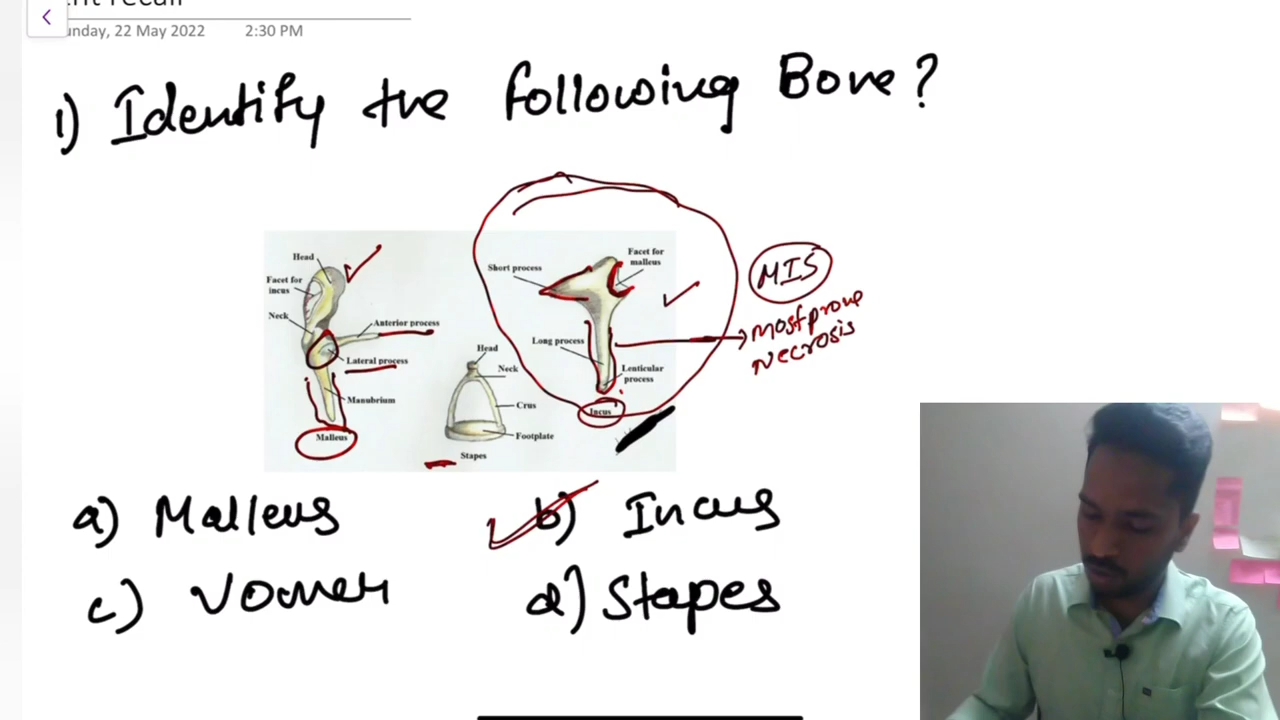 unday, 22 May 2022 2:30 PM
1) Identify the following Bone?
Head
Facet for
incus
Neck
Anterior process
Lateral process
Manubrium
Malleus
Head
Neck
Crus
Footplate
Stapes
Short process
Facet for
malleus
Long process
Lenticular
process
Incus
MIS
most prone
Necrosis
a) Malleus b) Incus
c) Vomer d) Stapes